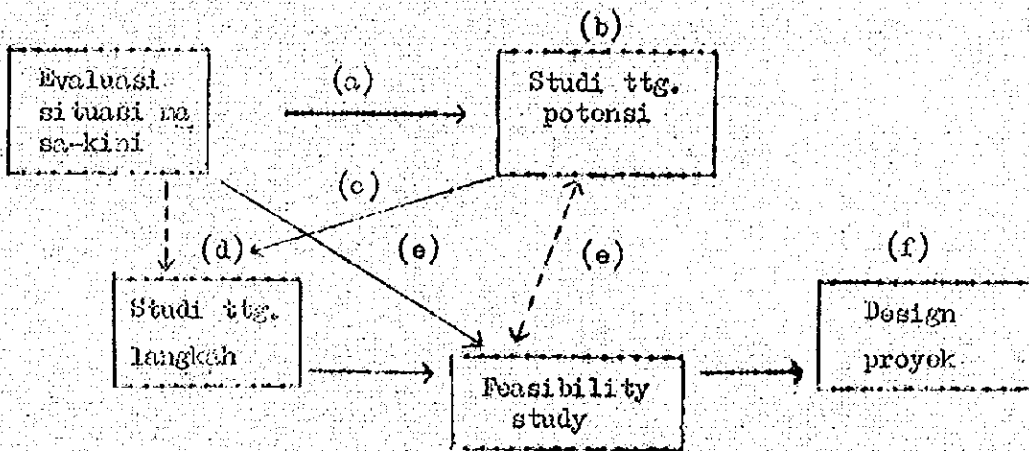 (b)
Evaluasi
situasi ma
sa-kini
(a)
Studi ttg.
potensi
(c)
(d)
(e)
(e)
(f)
Studi ttg.
langkah
Design
proyek
Feasibility
study